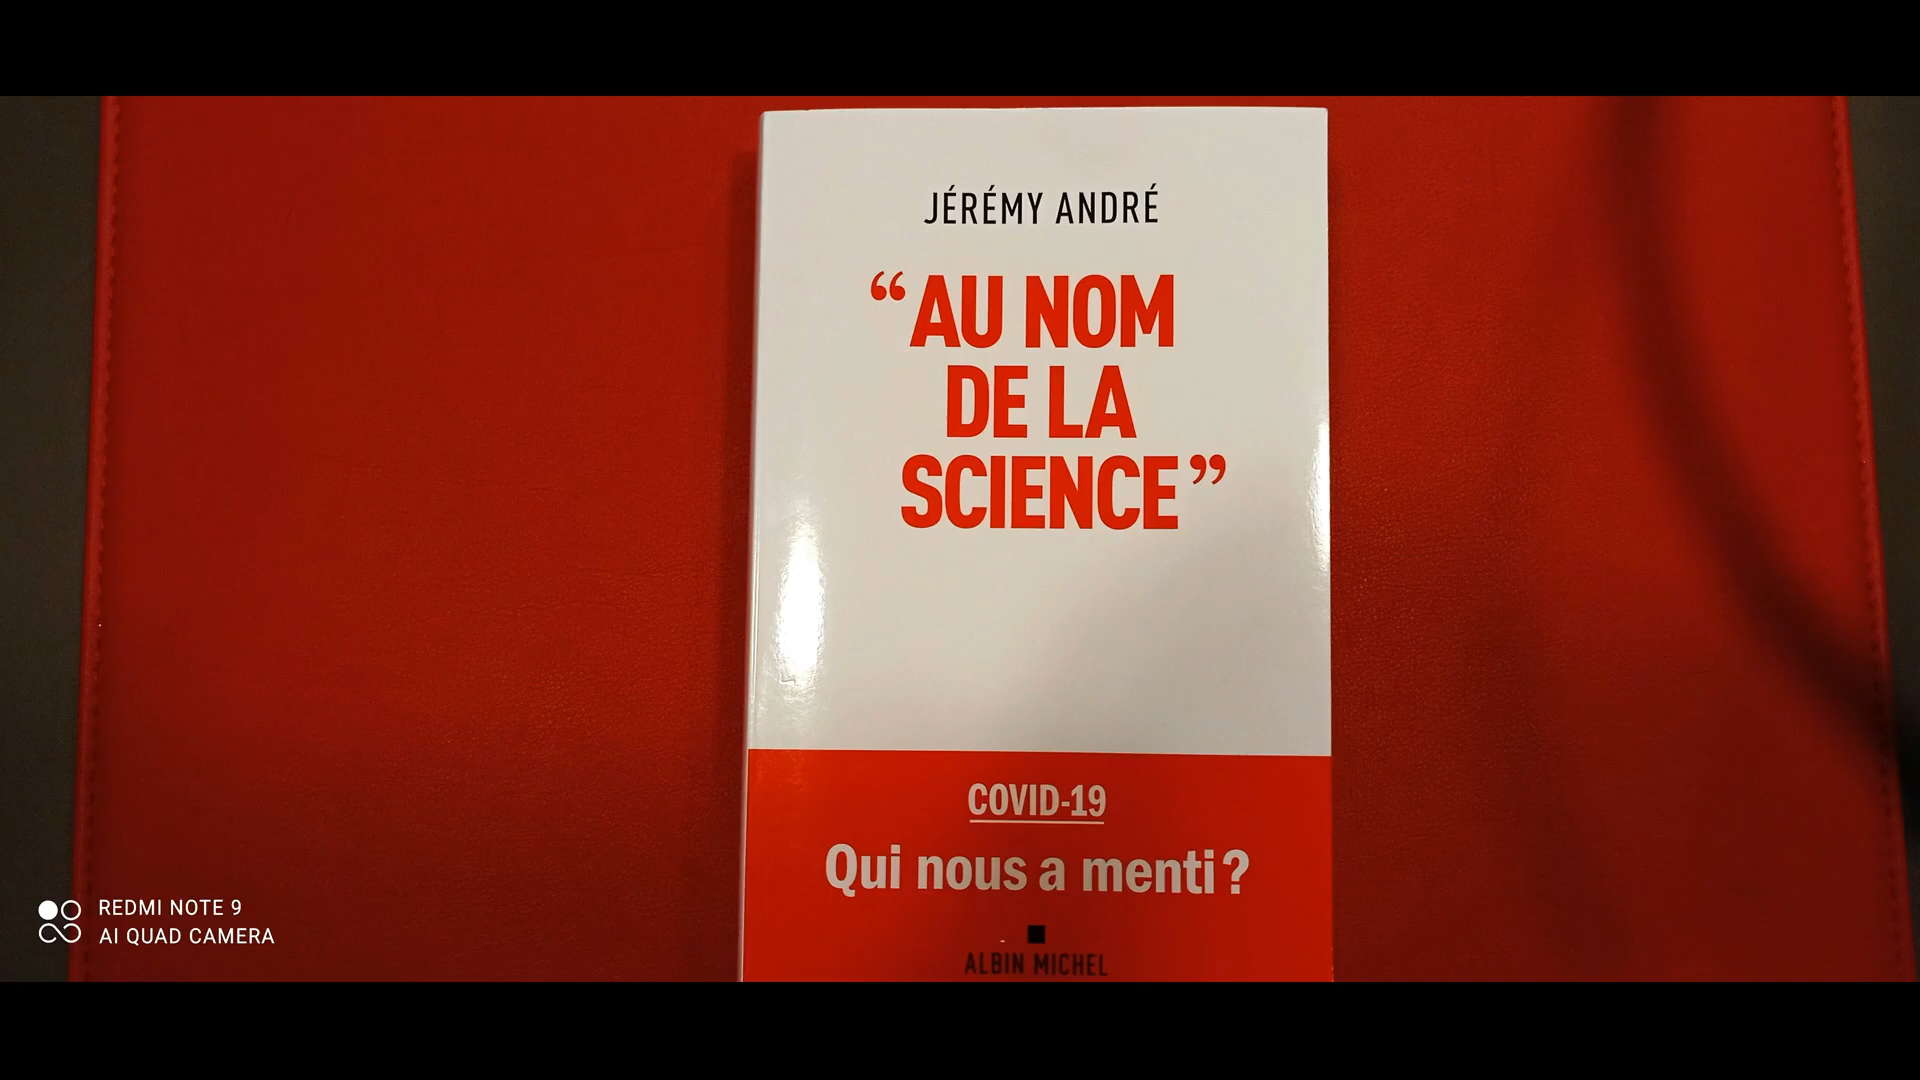 JÉRÉMY ANDRÉ
“AU NOM
DE LA
SCIENCE”
COVID-19
Qui nous a menti ?
ALBIN MICHEL
REDMI NOTE 9
AI QUAD CAMERA